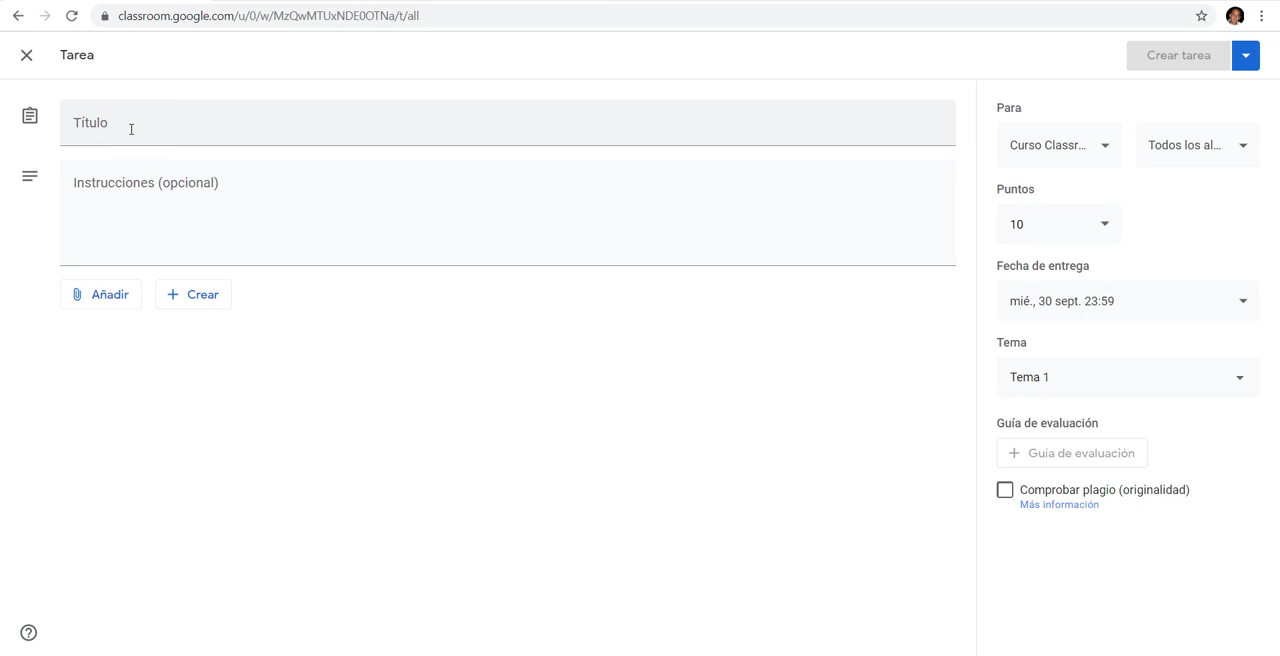 classroom.google.com/u/0/w/MzQwMTUxNDE0OTNa/t/all
Tarea
Crear tarea
Título
Instrucciones (opcional)
Añadir
Crear
Para
Curso Classr...
Todos los al...
Puntos
10
Fecha de entrega
mié., 30 sept. 23:59
Tema
Tema 1
Guía de evaluación
Guía de evaluación
Comprobar plagio (originalidad)
Más información